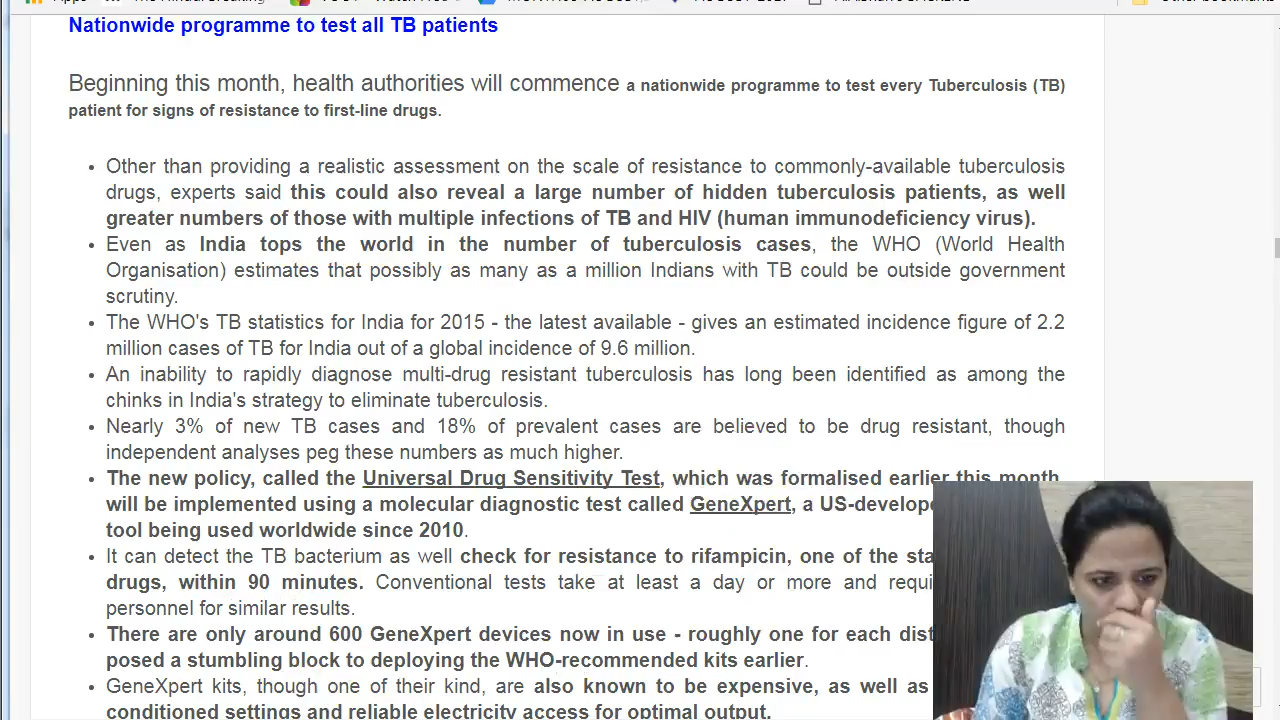 Nationwide programme to test all TB patients
Beginning this month, health authorities will commence a nationwide programme to test every Tuberculosis (TB)
patient for signs of resistance to first-line drugs.
• Other than providing a realistic assessment on the scale of resistance to commonly-available tuberculosis
drugs, experts said this could also reveal a large number of hidden tuberculosis patients, as well
greater numbers of those with multiple infections of TB and HIV (human immunodeficiency virus).
• Even as India tops the world in the number of tuberculosis cases, the WHO (World Health
Organisation) estimates that possibly as many as a million Indians with TB could be outside government
scrutiny.
• The WHO's TB statistics for India for 2015 - the latest available - gives an estimated incidence figure of 2.2
million cases of TB for India out of a global incidence of 9.6 million.
• An inability to rapidly diagnose multi-drug resistant tuberculosis has long been identified as among the
chinks in India's strategy to eliminate tuberculosis.
• Nearly 3% of new TB cases and 18% of prevalent cases are believed to be drug resistant, though
independent analyses peg these numbers as much higher.
• The new policy, called the Universal Drug Sensitivity Test, which was formalised earlier this month,
will be implemented using a molecular diagnostic test called GeneXpert, a US-develope
tool being used worldwide since 2010.
• It can detect the TB bacterium as well check for resistance to rifampicin, one of the sta
drugs, within 90 minutes. Conventional tests take at least a day or more and requi
personnel for similar results.
• There are only around 600 GeneXpert devices now in use - roughly one for each dist
posed a stumbling block to deploying the WHO-recommended kits earlier.
• GeneXpert kits, though one of their kind, are also known to be expensive, as well as
conditioned settings and reliable electricity access for optimal output.